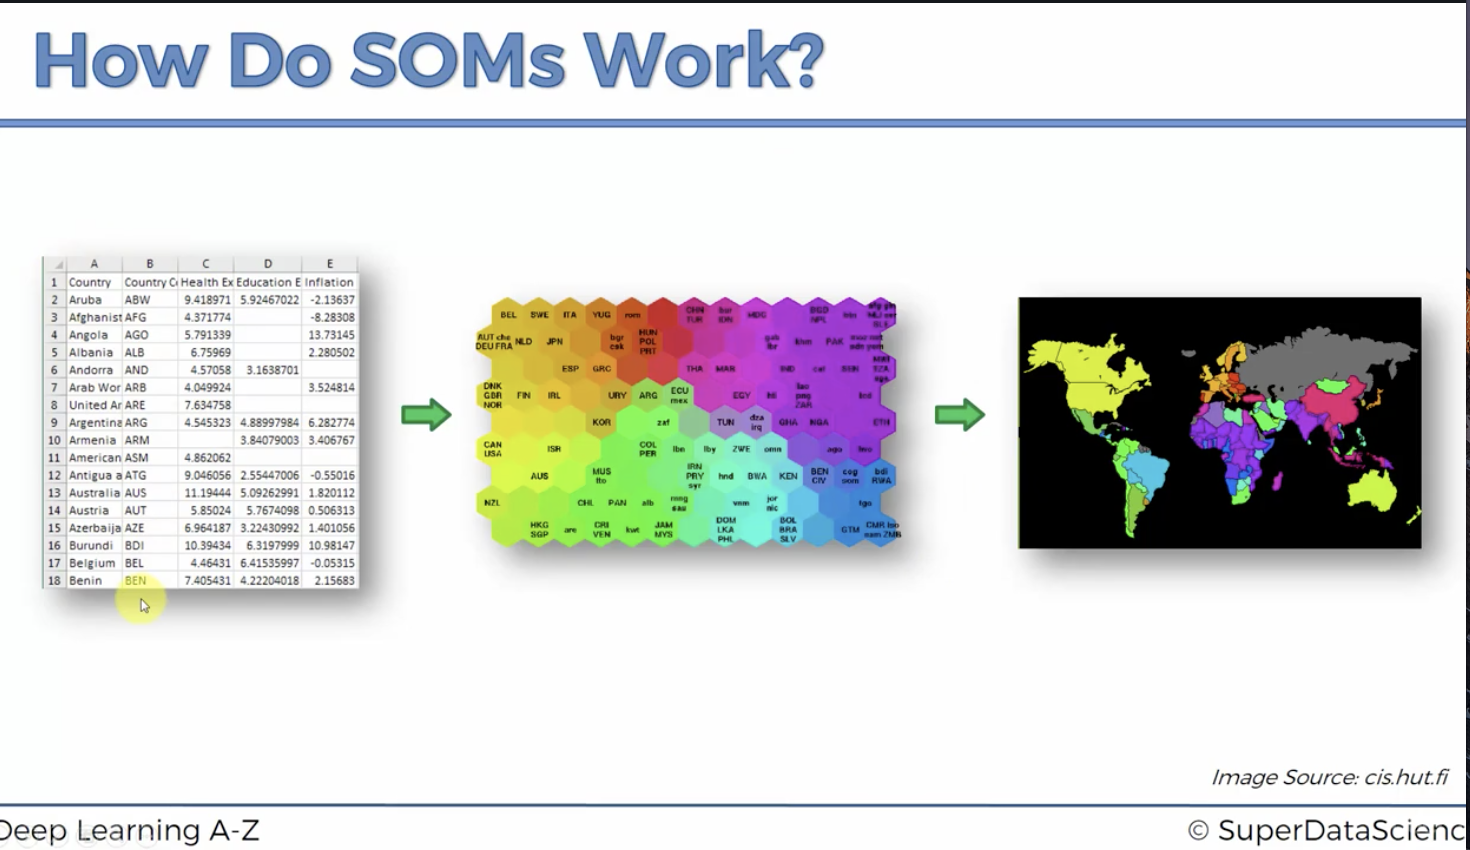 How Do SOMs Work?
A B C D E
1 Country Country C Health Ex Education E Inflation
2 Aruba ABW 9.418971 5.92467022 -2.13637
3 Afghanist AFG 4.371774 -8.28308
4 Angola AGO 5.791339 13.73145
5 Albania ALB 6.75969 2.280502
6 Andorra AND 4.57058 3.1638701
7 Arab Wor ARB 4.049924 3.524814
8 United Ar ARE 7.634758
9 Argentina ARG 4.545323 4.88997984 6.282774
10 Armenia ARM 3.84079003 3.406767
11 American ASM 4.862062
12 Antigua a ATG 9.046056 2.55447006 -0.55016
13 Australia AUS 11.19444 5.09262991 1.820112
14 Austria AUT 5.85024 5.7674098 0.506313
15 Azerbaija AZE 6.964187 3.22430992 1.401056
16 Burundi BDI 10.39434 6.3197999 10.98147
17 Belgium BEL 4.46431 6.41535997 -0.05315
18 Benin BEN 7.405431 4.22204018 2.15683
BEL SWE ITA YUG rom CHN TUR bur IDN MDG BGD NPL
AUT che DEU FRA NLD JPN bgr csk HUN POL PRT gab lbr khm PAK
ESP GRC THA MAR IND caf SEN
DNK GBR NOR FIN IRL URY ARG ECU mex EGY hti lao png ZAR
KOR zaf TUN dza irq GHA NGA ETH
CAN USA ISR COL PER lbn lby ZWE omn ago hvo
AUS MUS tto IRN PRY syr hnd BWA KEN BEN CIV cog som bdi RWA
NZL CHL PAN alb mng sau vnm jor nic tgo
HKG SGP are CRI VEN kwt JAM MYS DOM LKA PHL BOL BRA SLV GTM CMR lso nam ZMB
Image Source: cis.hut.fi
Deep Learning A-Z
© SuperDataScienc